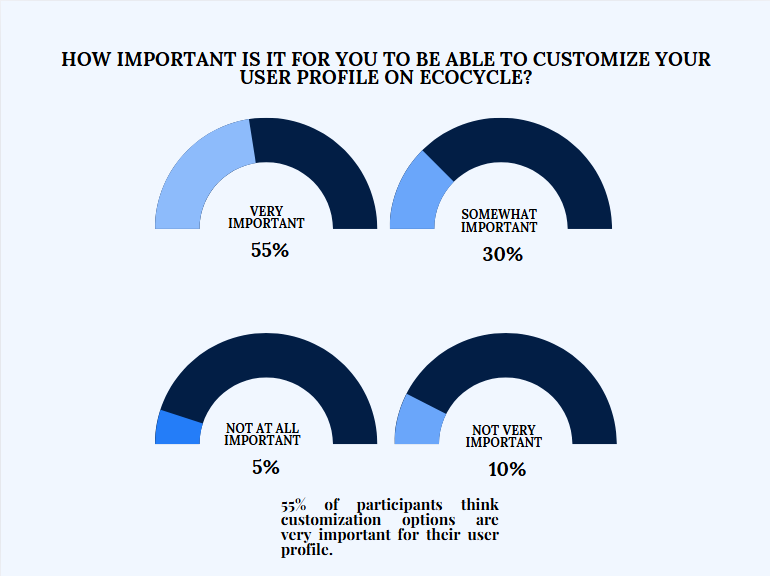 HOW IMPORTANT IS IT FOR YOU TO BE ABLE TO CUSTOMIZE YOUR
USER PROFILE ON ECOCYCLE?
VERY
IMPORTANT
55%
SOMEWHAT
IMPORTANT
30%
NOT AT ALL
IMPORTANT
5%
NOT VERY
IMPORTANT
10%
55% of participants think
customization options are
very important for their user
profile.